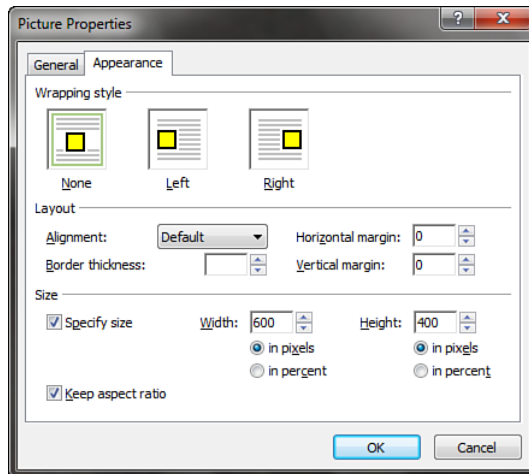 Picture Properties
?
X
General
Appearance
Wrapping style
None
Left
Right
Layout
Alignment: Default Horizontal margin: 0
Border thickness: Vertical margin: 0
Size
Specify size Width: 600 Height: 400
in pixels in pixels
in percent in percent
Keep aspect ratio
OK Cancel